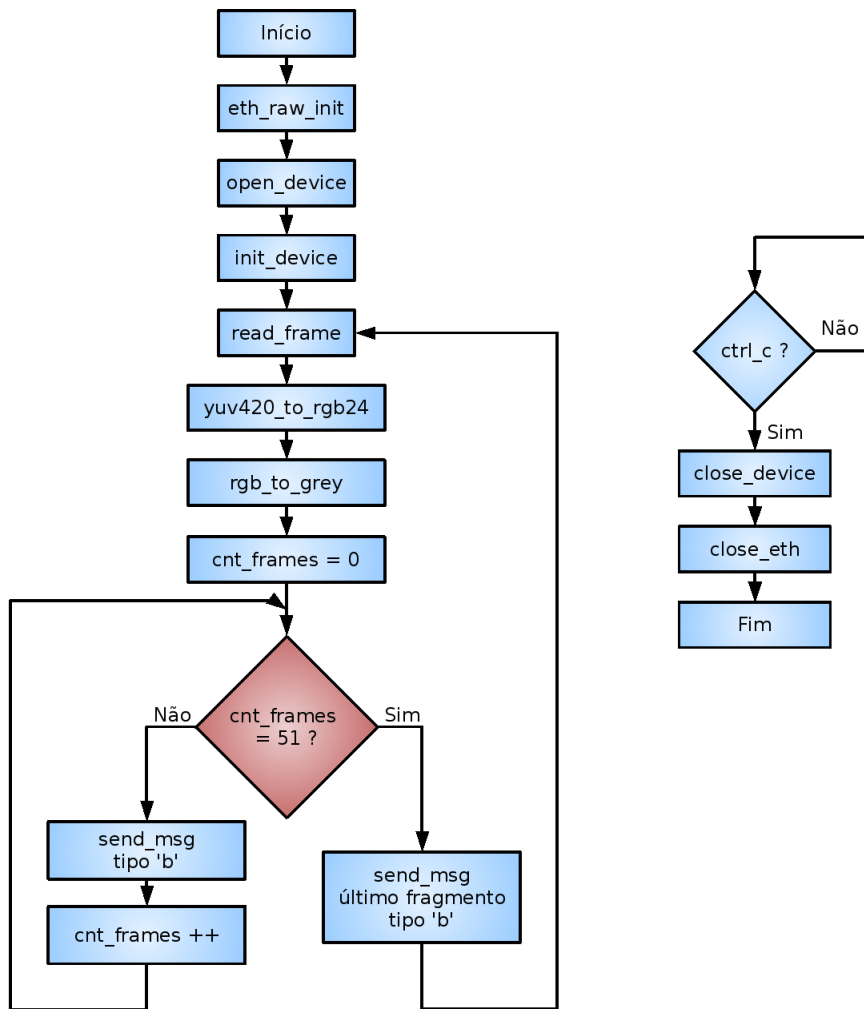 Início
eth_raw_init
open_device
init_device
read_frame
yuv420_to_rgb24
rgb_to_grey
cnt_frames = 0
cnt_frames
= 51 ?
Não
Sim
send_msg
tipo 'b'
cnt_frames ++
send_msg
último fragmento
tipo 'b'
ctrl_c ?
Não
Sim
close_device
close_eth
Fim